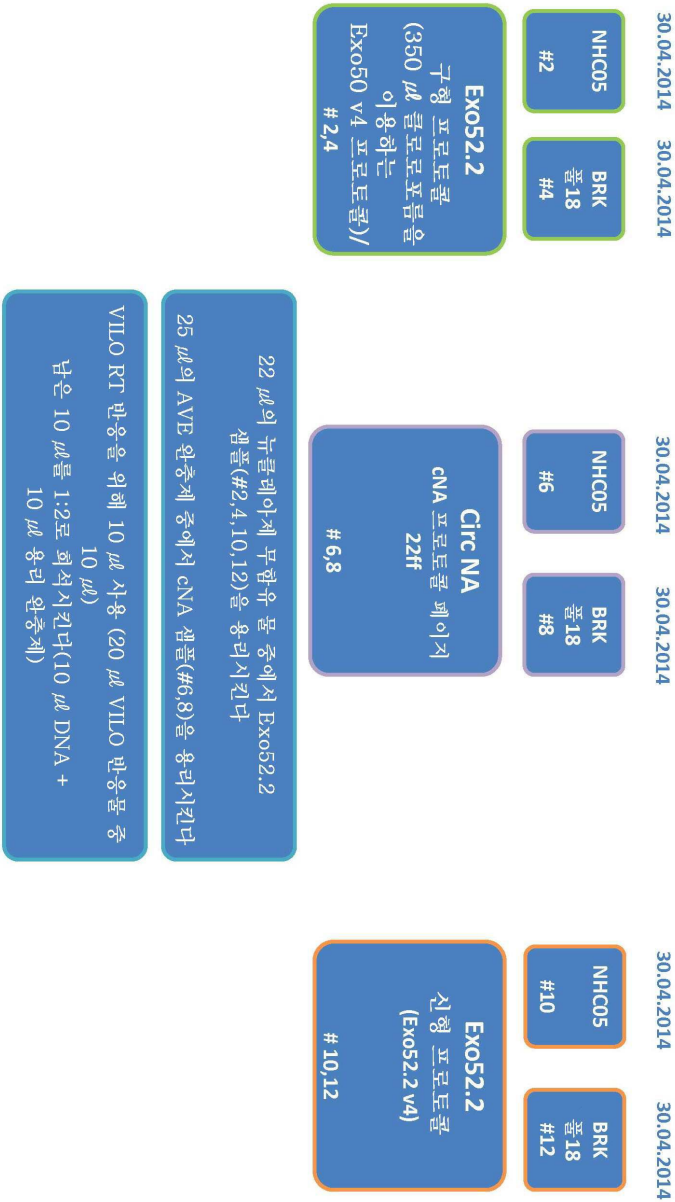 30.04.2014
30.04.2014
30.04.2014
30.04.2014
30.04.2014
30.04.2014
NHC05
#2
BRK
풀18
#4
NHC05
#6
BRK
풀18
#8
NHC05
#10
BRK
풀18
#12
Exo52.2
구형 프로토콜
(350 ㎕ 클로로포름을
이용하는
Exo50 v4 프로토콜)/
# 2,4
Circ NA
cNA 프로토콜 페이지
22ff
# 6,8
Exo52.2
신형 프로토콜
(Exo52.2 v4)
# 10,12
22 ㎕의 뉴클레아제 무함유 물 중에서 Exo52.2
샘플(#2,4,10,12)을 용리시킨다
25 ㎕의 AVE 완충제 중에서 cNA 샘플(#6,8)을 용리시킨다
VILO RT 반응을 위해 10 ㎕ 사용 (20 ㎕ VILO 반응물 중
10 ㎕)
남은 10 ㎕를 1:2로 희석시킨다(10 ㎕ DNA +
10 ㎕ 용리 완충제)